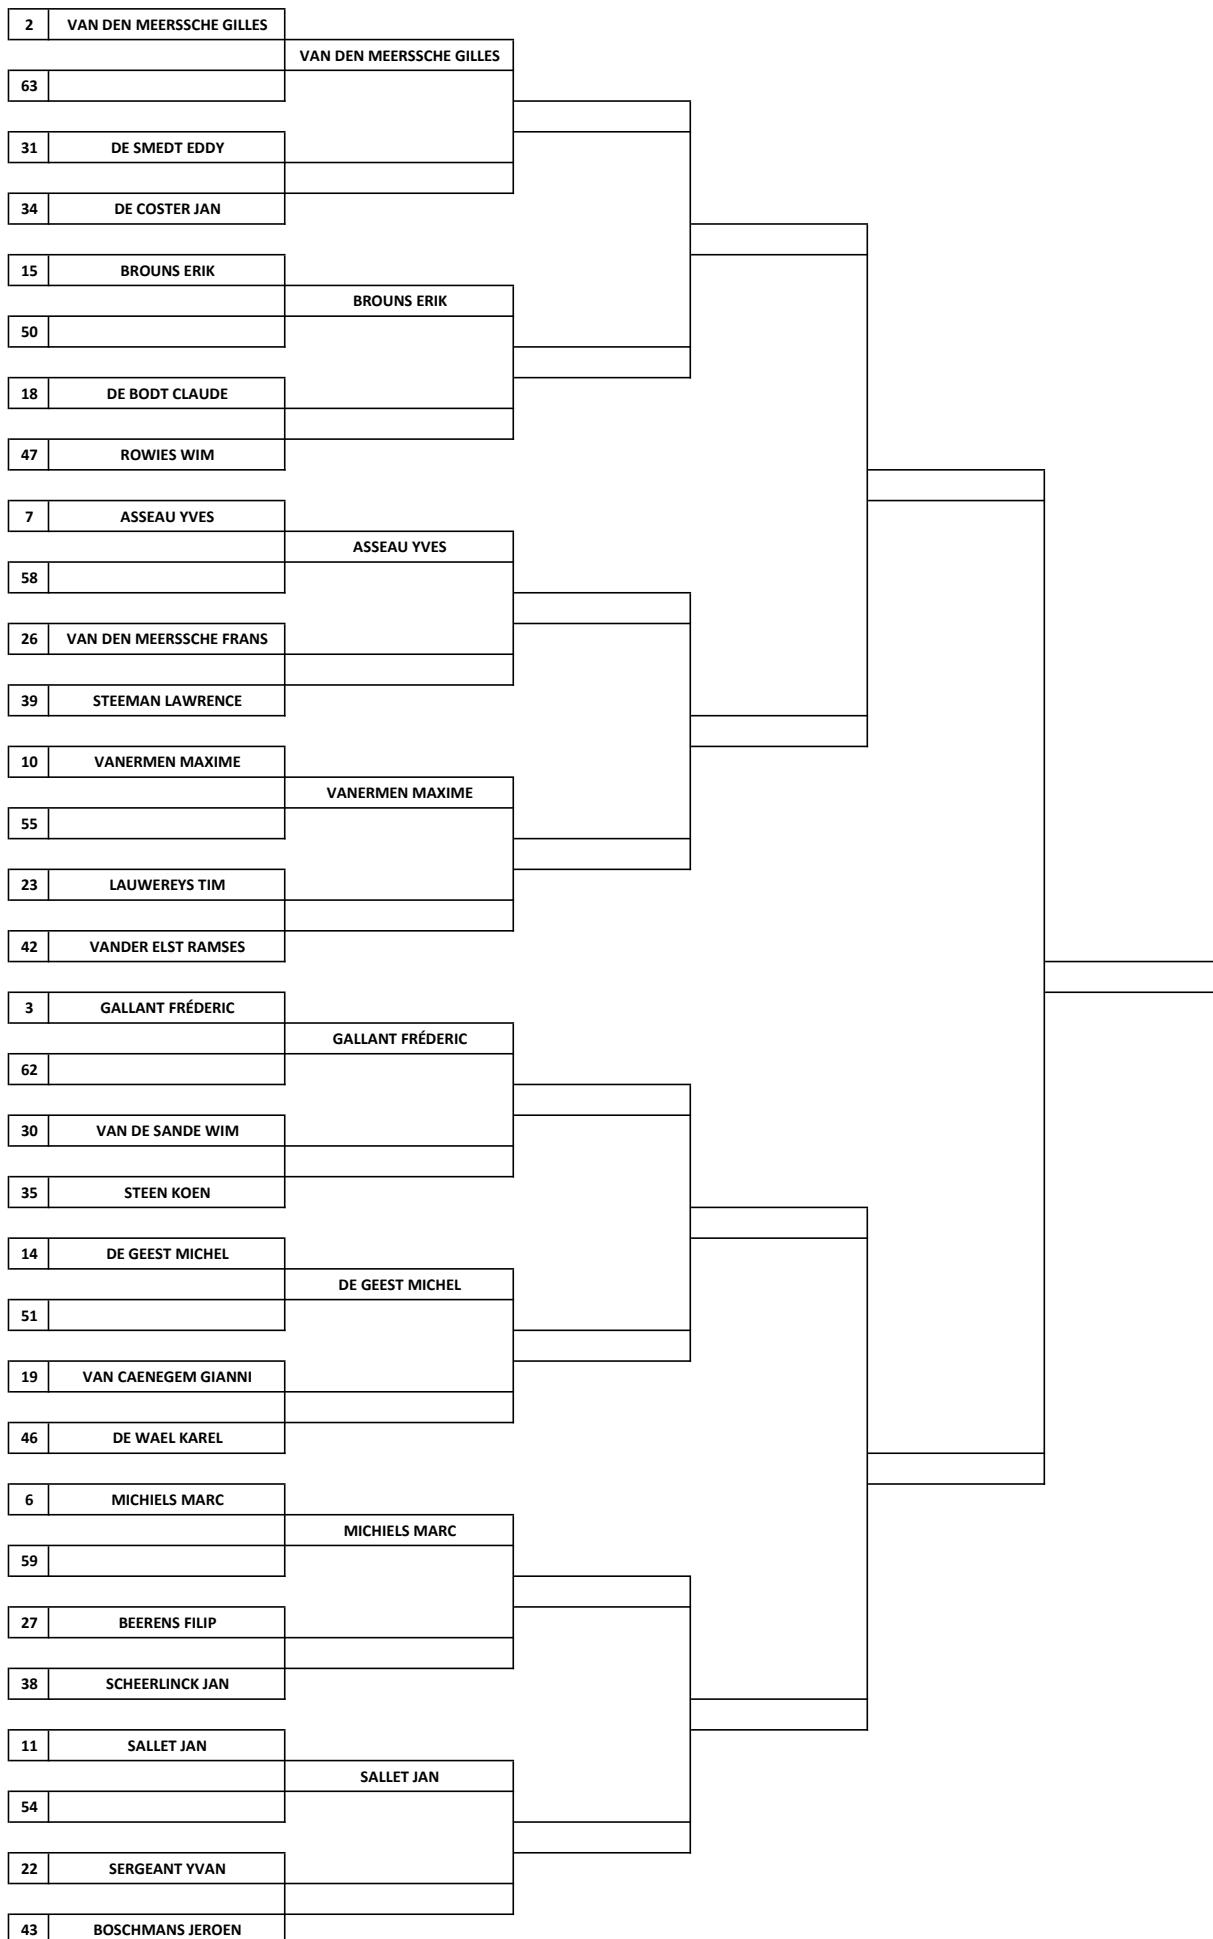 2 VAN DEN MEERSSCHE GILLES
VAN DEN MEERSSCHE GILLES
63
31 DE SMEDT EDDY
34 DE COSTER JAN
15 BROUNS ERIK
BROUNS ERIK
50
18 DE BODT CLAUDE
47 ROWIES WIM
7 ASSEAU YVES
ASSEAU YVES
58
26 VAN DEN MEERSSCHE FRANS
39 STEEMAN LAWRENCE
10 VANERMEN MAXIME
VANERMEN MAXIME
55
23 LAUWEREYS TIM
42 VANDER ELST RAMSES
3 GALLANT FRÉDERIC
GALLANT FRÉDERIC
62
30 VAN DE SANDE WIM
35 STEEN KOEN
14 DE GEEST MICHEL
DE GEEST MICHEL
51
19 VAN CAENEGEM GIANNI
46 DE WAEL KAREL
6 MICHIELS MARC
MICHIELS MARC
59
27 BEERENS FILIP
38 SCHEERLINCK JAN
11 SALLET JAN
SALLET JAN
54
22 SERGEANT YVAN
43 BOSCHMANS JEROEN